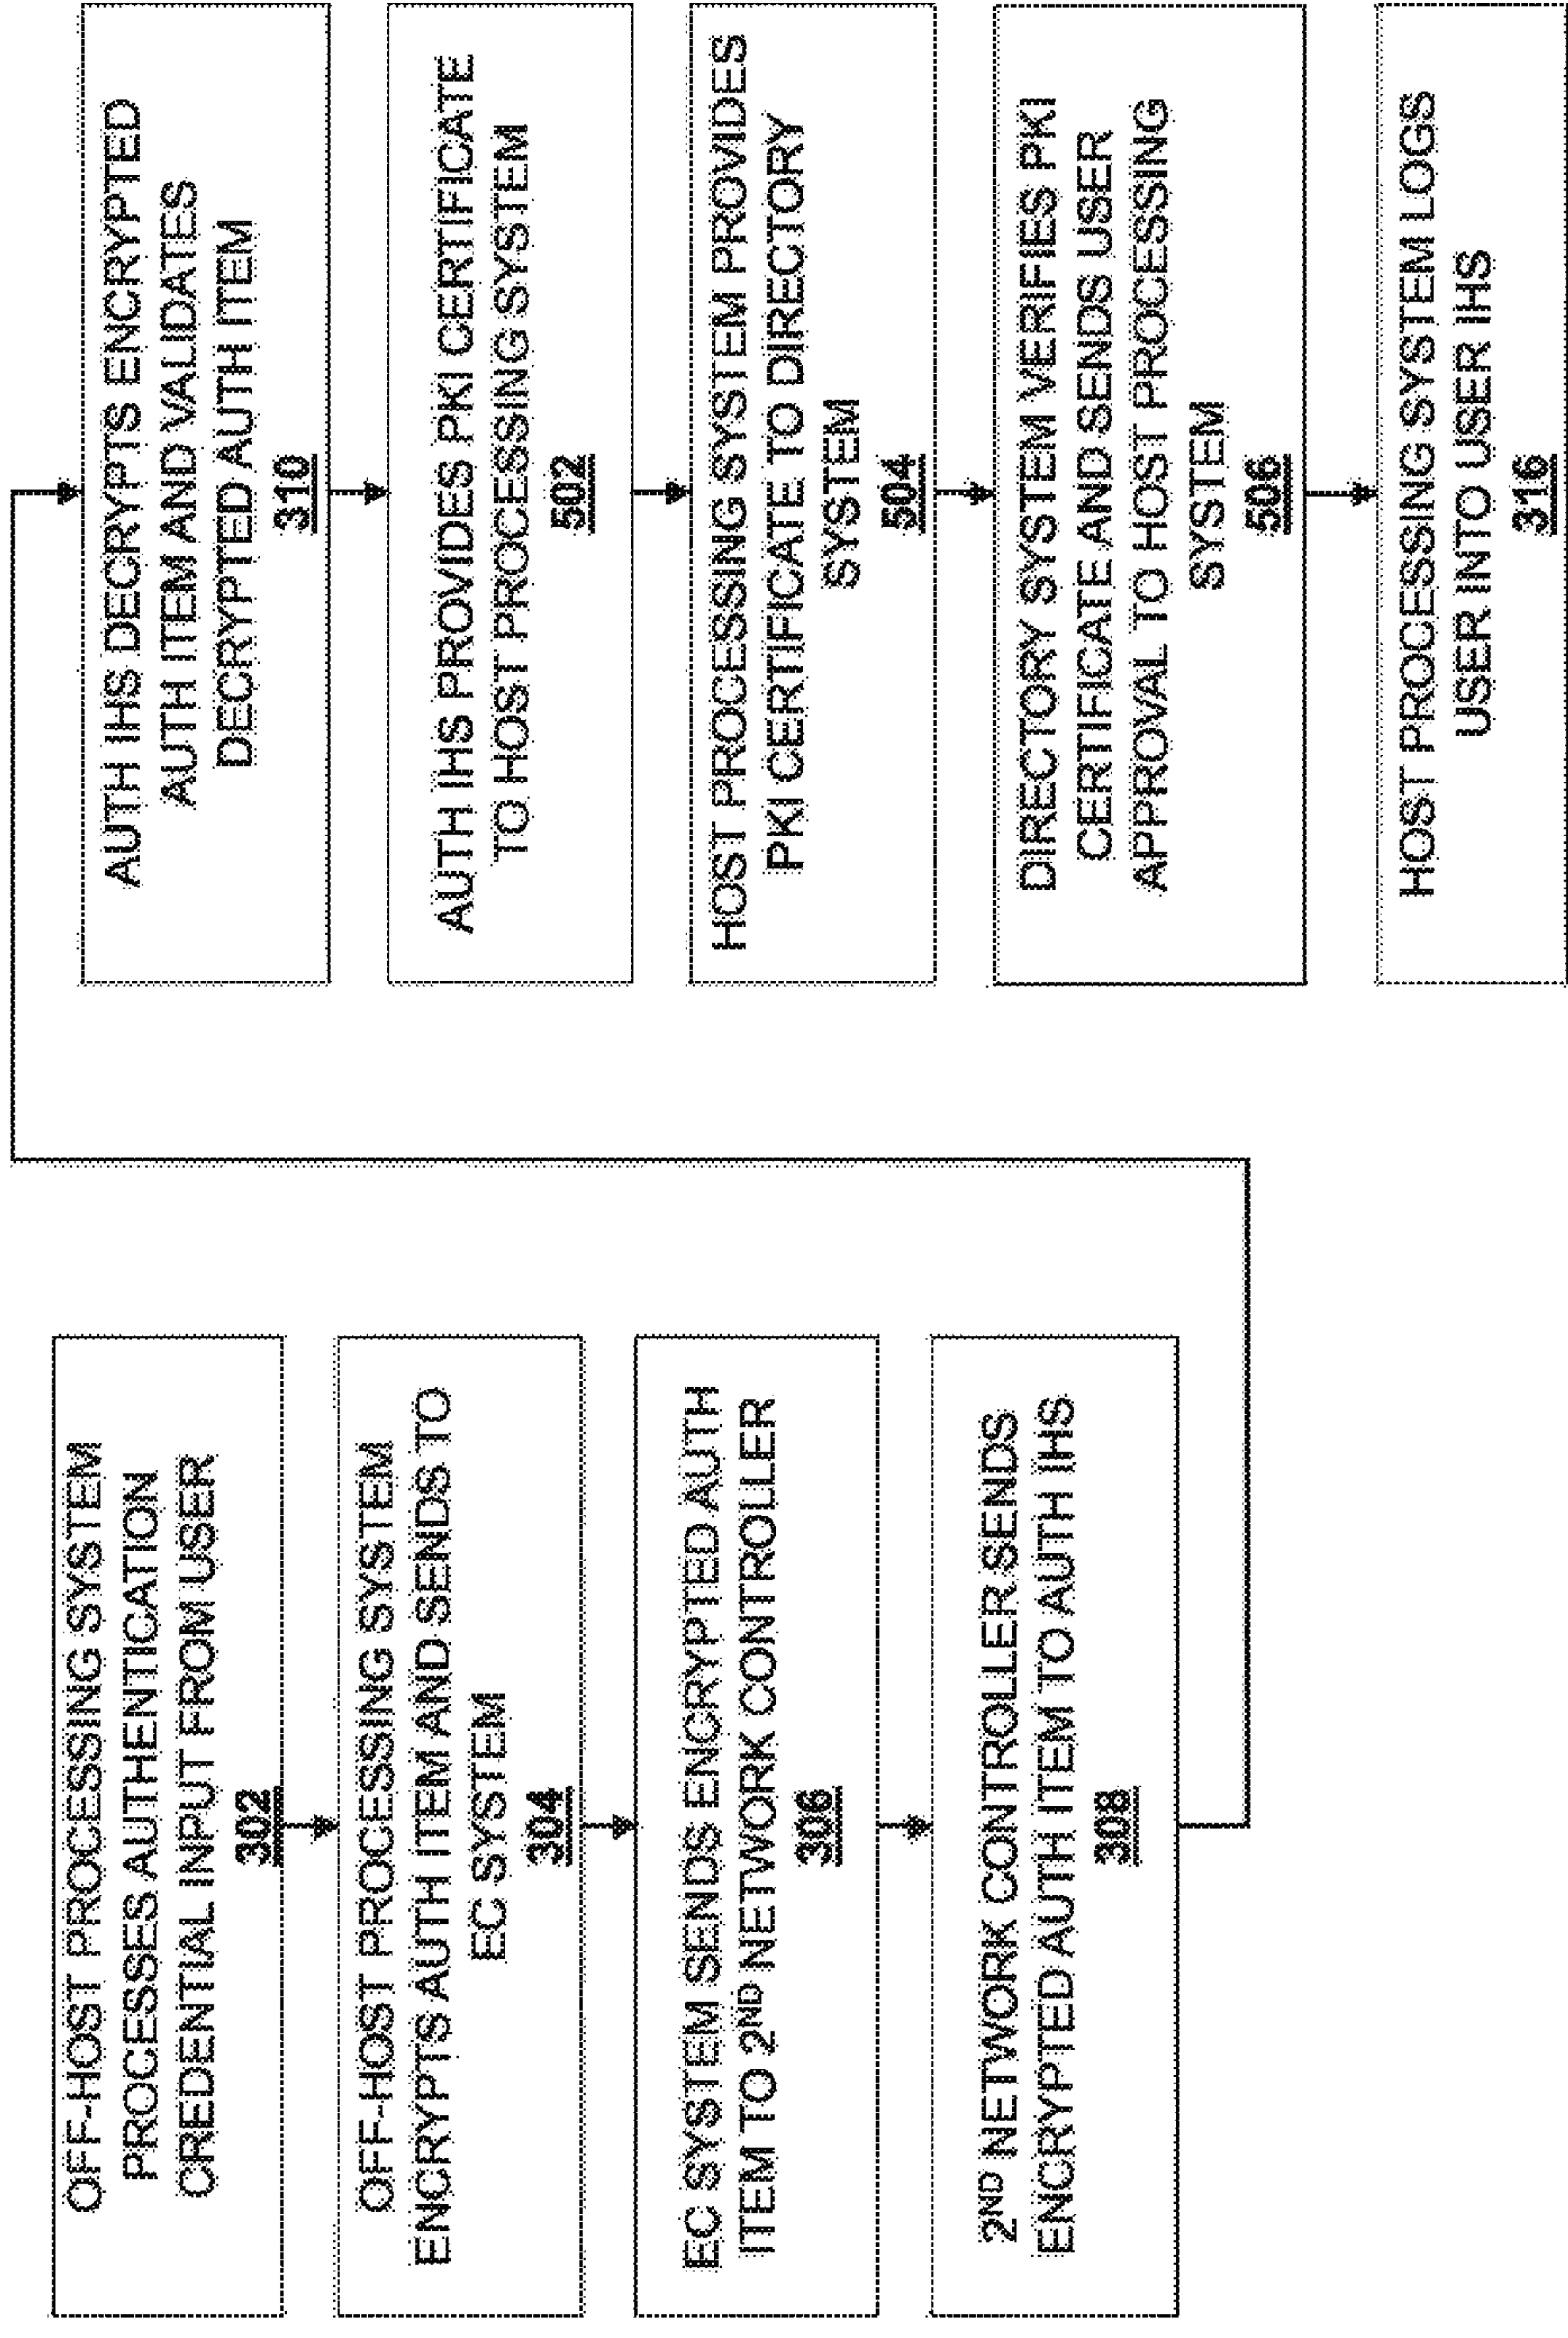 OFF-HOST PROCESSING SYSTEM
PROCESSES AUTHENTICATION
CREDENTIAL INPUT FROM USER
302
OFF-HOST PROCESSING SYSTEM
ENCRYPTS AUTH ITEM AND SENDS TO
EC SYSTEM
304
EC SYSTEM SENDS ENCRYPTED AUTH
ITEM TO 2ND NETWORK CONTROLLER
306
2ND NETWORK CONTROLLER SENDS
ENCRYPTED AUTH ITEM TO AUTH IHS
308
AUTH IHS DECRYPTS ENCRYPTED
AUTH ITEM AND VALIDATES
DECRYPTED AUTH ITEM
310
AUTH IHS PROVIDES PKI CERTIFICATE
TO HOST PROCESSING SYSTEM
502
HOST PROCESSING SYSTEM PROVIDES
PKI CERTIFICATE TO DIRECTORY
SYSTEM
504
DIRECTORY SYSTEM VERIFIES PKI
CERTIFICATE AND SENDS USER
APPROVAL TO HOST PROCESSING
SYSTEM
506
HOST PROCESSING SYSTEM LOGS
USER INTO USER IHS
316